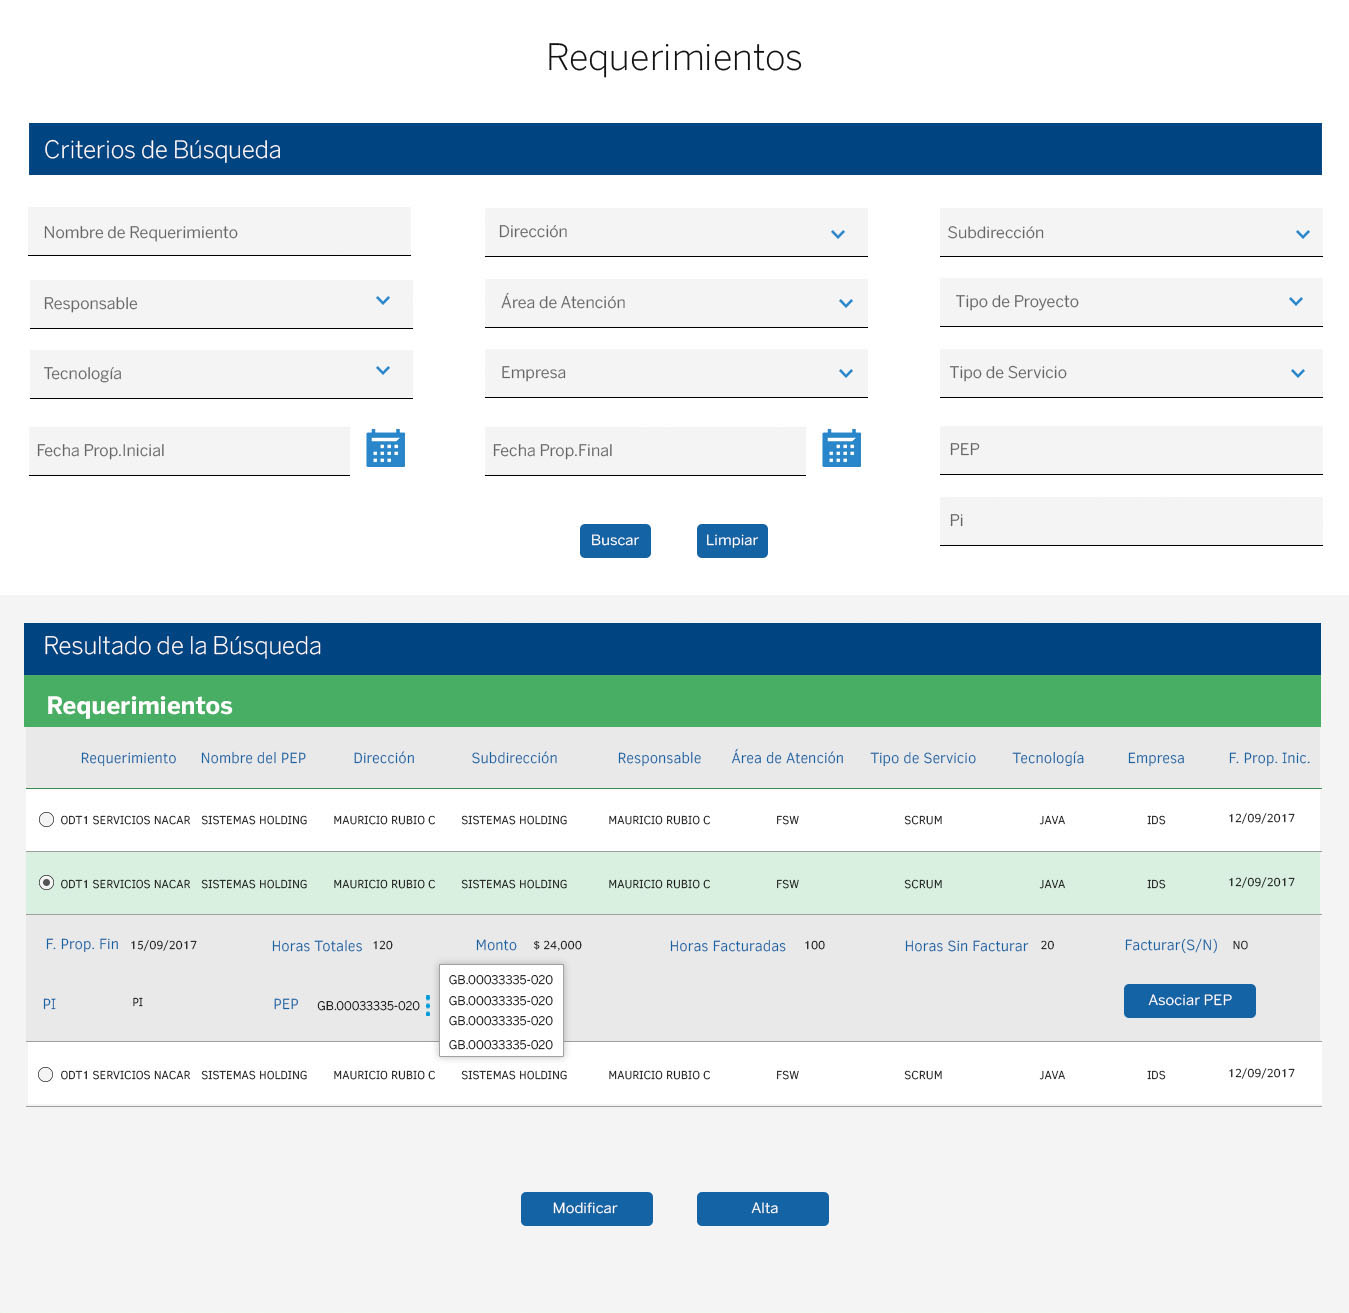 Requerimientos
Criterios de Búsqueda
Nombre de Requerimiento Dirección Subdirección
Responsable Área de Atención Tipo de Proyecto
Tecnología Empresa Tipo de Servicio
Fecha Prop.Inicial Fecha Prop.Final PEP
Pi
Buscar Limpiar
Resultado de la Búsqueda
Requerimientos
Requerimiento Nombre del PEP Dirección Subdirección Responsable Área de Atención Tipo de Servicio Tecnología Empresa F. Prop. Inic.
ODT1 SERVICIOS NACAR SISTEMAS HOLDING MAURICIO RUBIO C SISTEMAS HOLDING MAURICIO RUBIO C FSW SCRUM JAVA IDS 12/09/2017
ODT1 SERVICIOS NACAR SISTEMAS HOLDING MAURICIO RUBIO C SISTEMAS HOLDING MAURICIO RUBIO C FSW SCRUM JAVA IDS 12/09/2017
F. Prop. Fin 15/09/2017 Horas Totales 120 Monto $ 24,000 Horas Facturadas 100 Horas Sin Facturar 20 Facturar(S/N) NO
PI PI PEP GB.00033335-020
GB.00033335-020
GB.00033335-020
GB.00033335-020
GB.00033335-020
Asociar PEP
ODT1 SERVICIOS NACAR SISTEMAS HOLDING MAURICIO RUBIO C SISTEMAS HOLDING MAURICIO RUBIO C FSW SCRUM JAVA IDS 12/09/2017
Modificar Alta